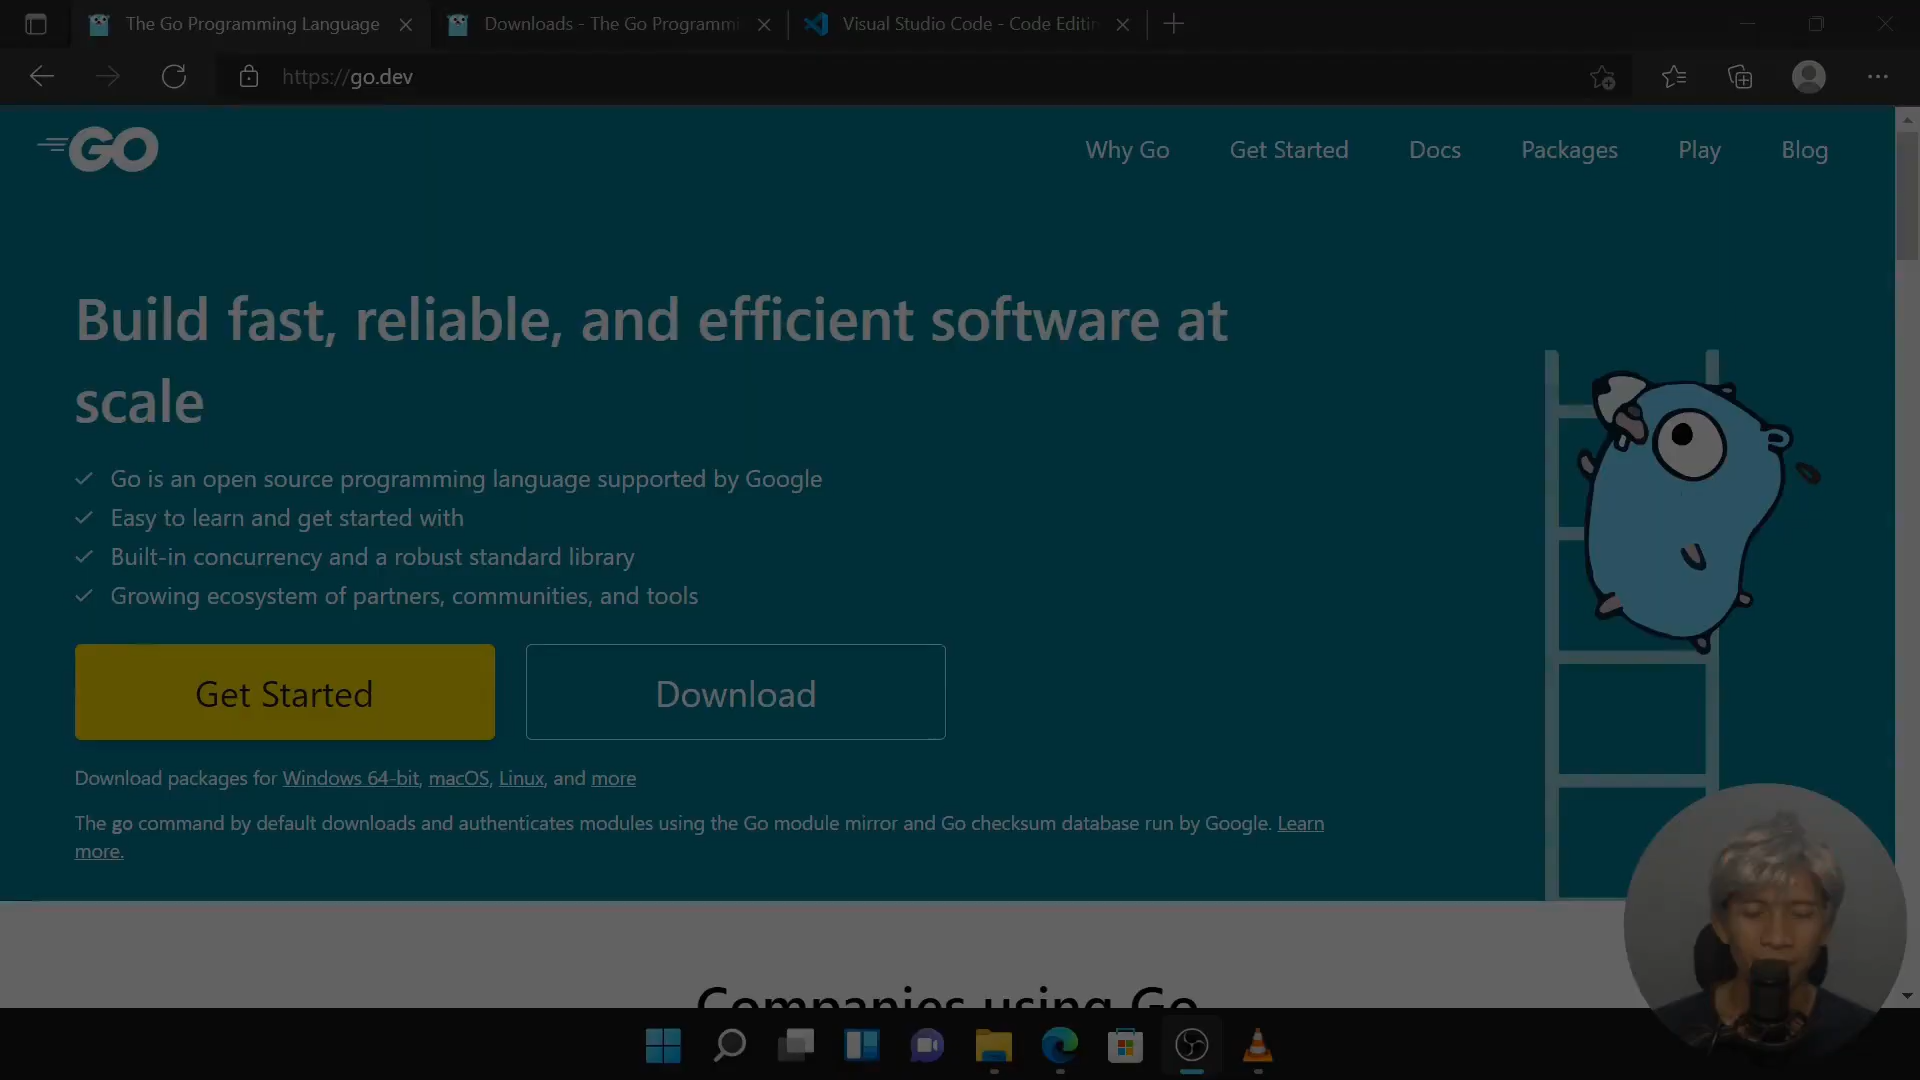 The Go Programming Language
Downloads - The Go Programmi
Visual Studio Code - Code Editin
https://go.dev
GO
Why Go
Get Started
Docs
Packages
Play
Blog
Build fast, reliable, and efficient software at
scale
Go is an open source programming language supported by Google
Easy to learn and get started with
Built-in concurrency and a robust standard library
Growing ecosystem of partners, communities, and tools
Get Started
Download
Download packages for Windows 64-bit, macOS, Linux, and more
The go command by default downloads and authenticates modules using the Go module mirror and Go checksum database run by Google. Learn
more.
Companies using Go